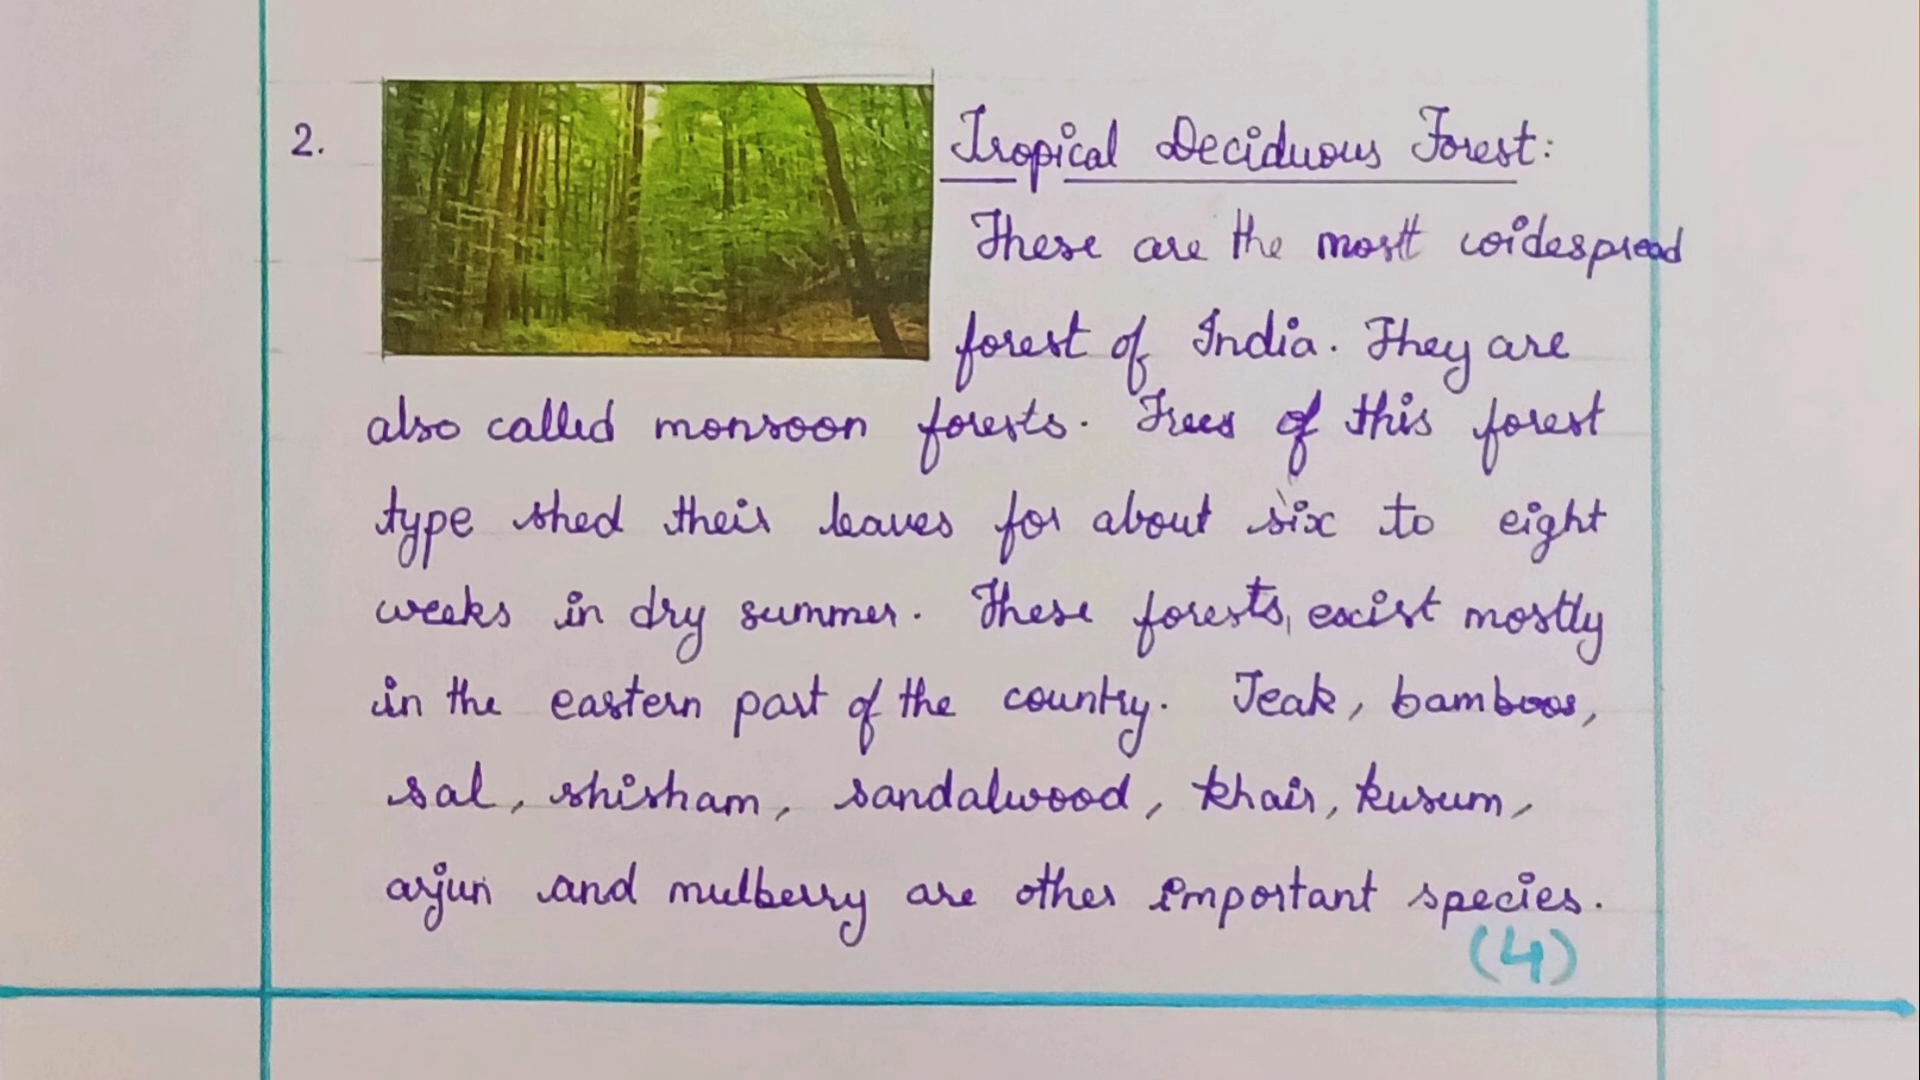 2.
Tropical Deciduous Forest:
These are the most widespread
forest of India. They are
also called monsoon forests. Trees of this forest
type shed their leaves for about six to eight
weeks in dry summer. These forests, exist mostly
in the eastern part of the country. Teak, bamboos,
sal, shisham, sandalwood, khair, kusum,
arjun and mulberry are other important species.
(4)